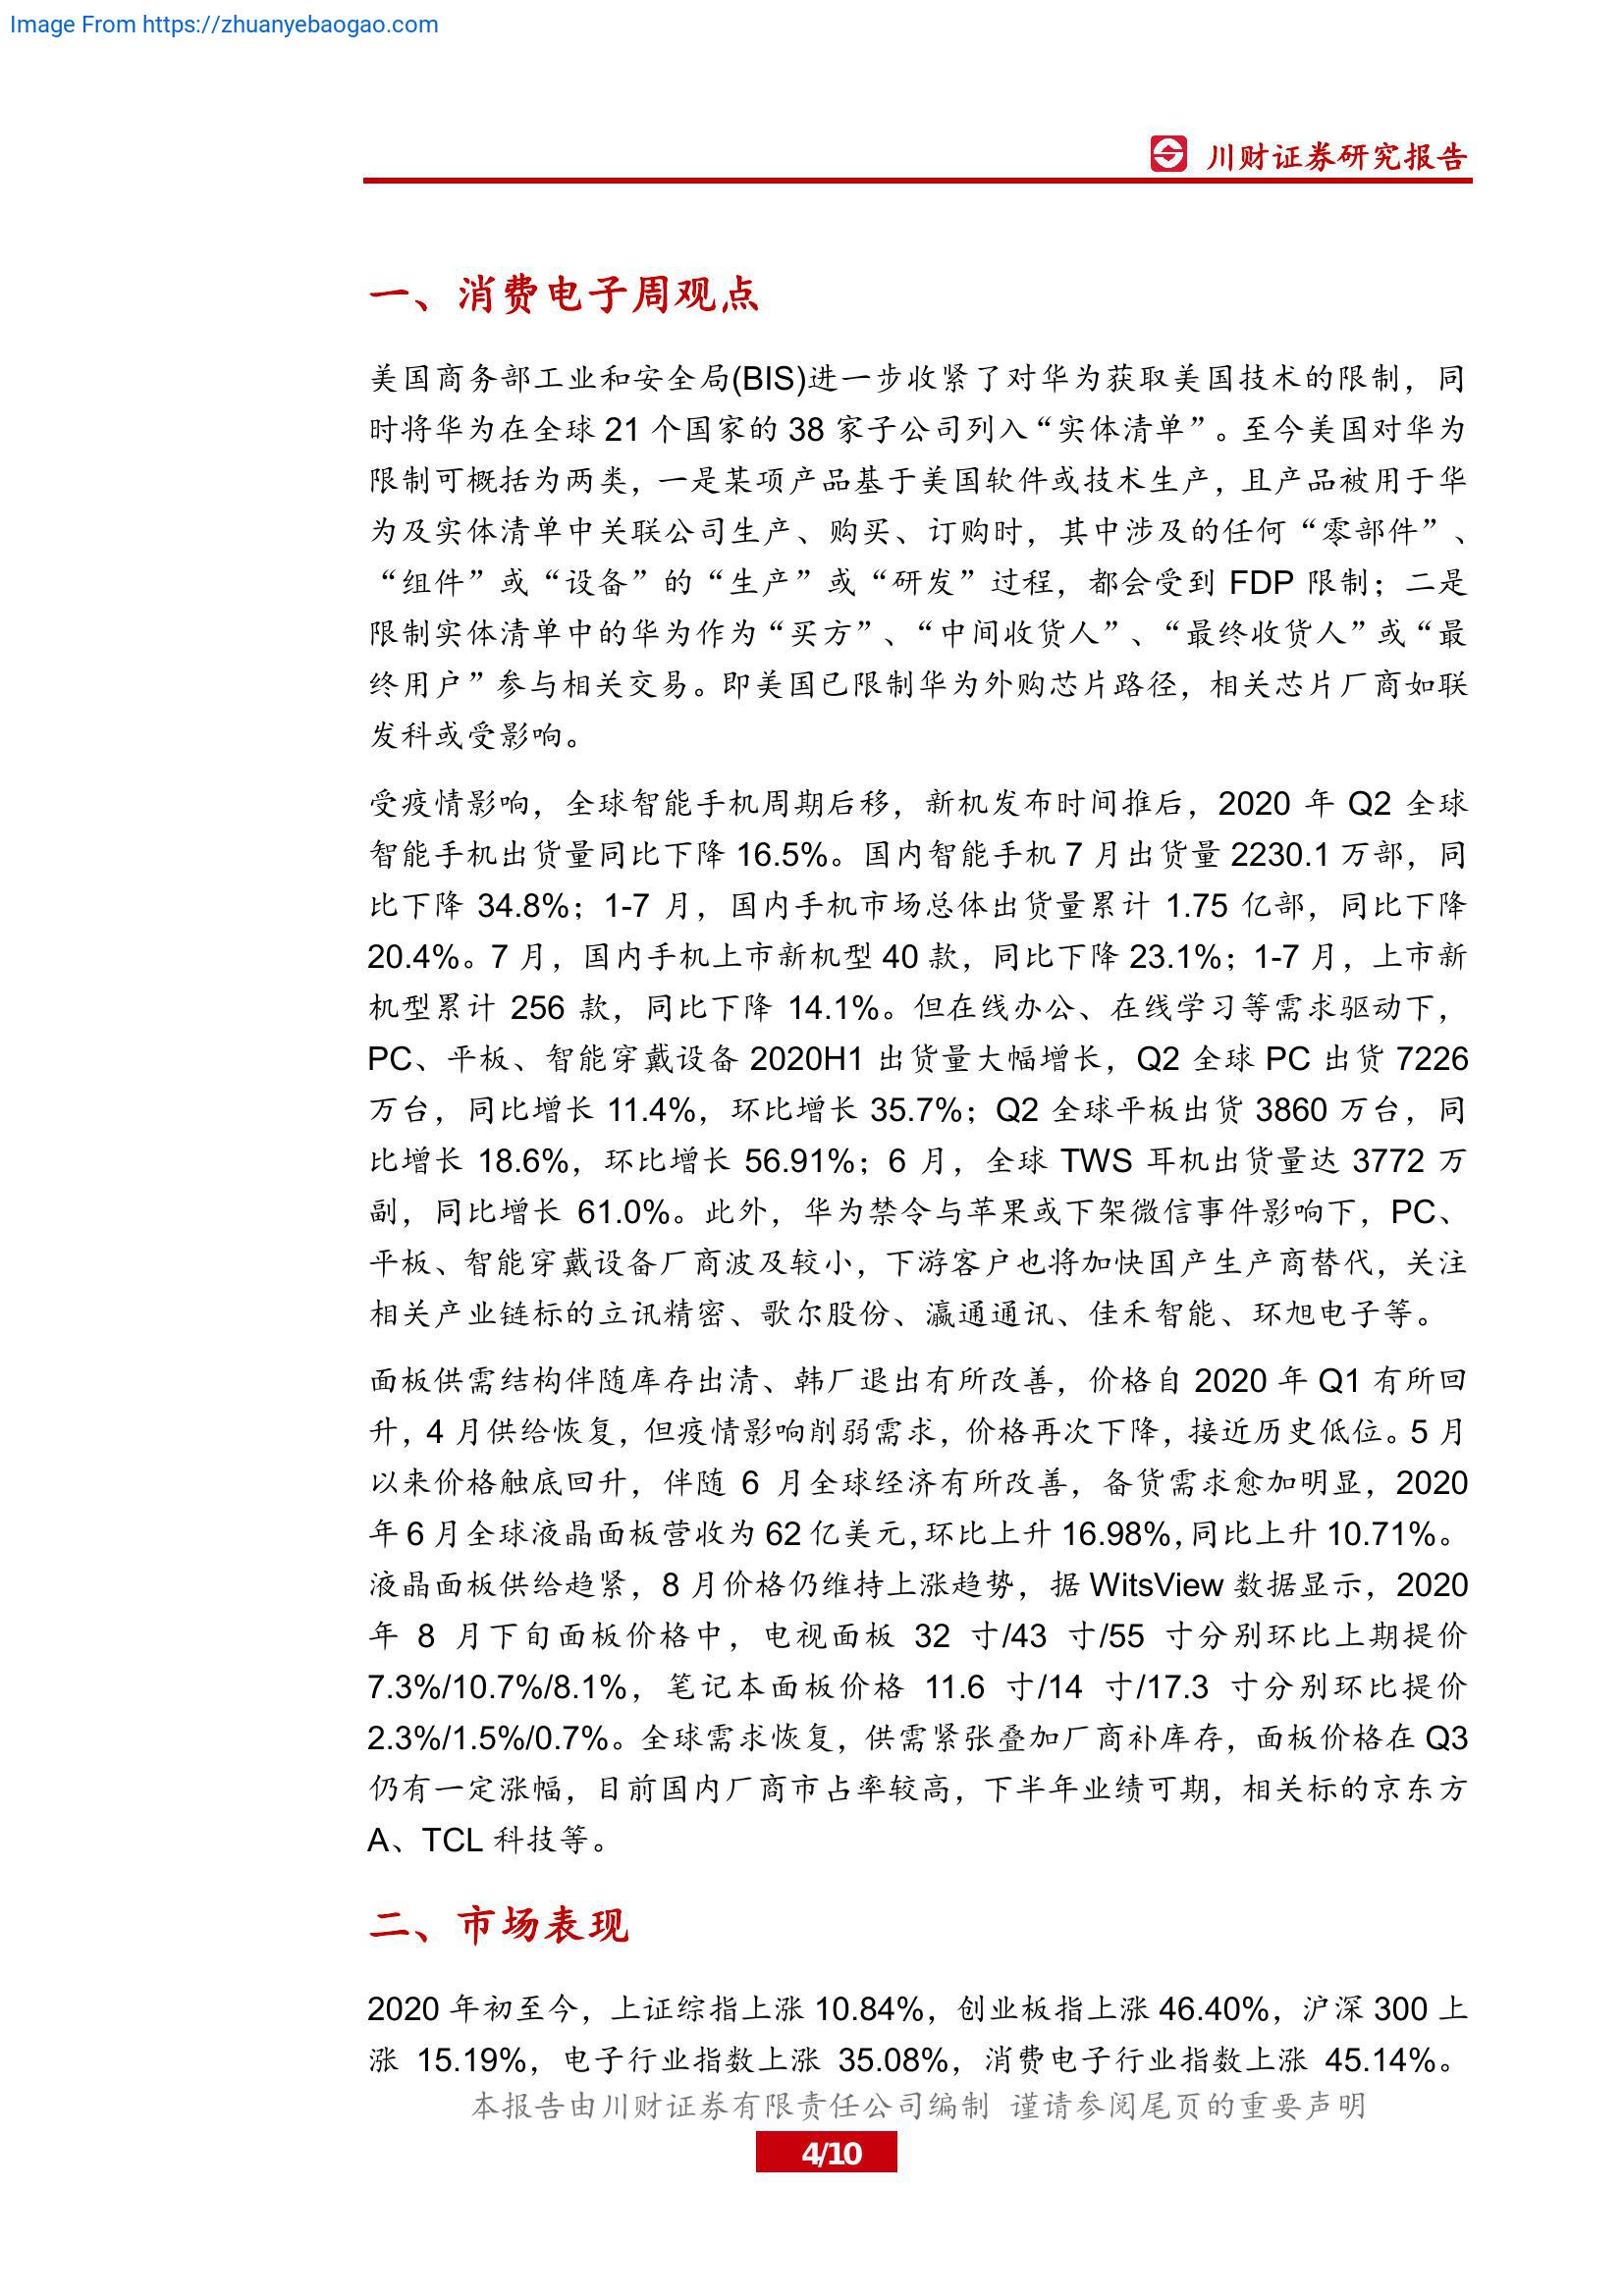 Image From https://zhuanyebaogao.com
川财证券研究报告
一、消费电子周观点
美国商务部工业和安全局(BIS)进一步收紧了对华为获取美国技术的限制，同
时将华为在全球 21 个国家的 38 家子公司列入“实体清单”。至今美国对华为
限制可概括为两类，一是某项产品基于美国软件或技术生产，且产品被用于华
为及实体清单中关联公司生产、购买、订购时，其中涉及的任何“零部件”、
“组件”或“设备”的“生产”或“研发”过程，都会受到 FDP 限制；二是
限制实体清单中的华为作为“买方”、“中间收货人”、“最终收货人”或“最
终用户”参与相关交易。即美国已限制华为外购芯片路径，相关芯片厂商如联
发科或受影响。
受疫情影响，全球智能手机周期后移，新机发布时间推后，2020 年 Q2 全球
智能手机出货量同比下降 16.5%。国内智能手机 7 月出货量 2230.1 万部，同
比下降 34.8%；1-7 月，国内手机市场总体出货量累计 1.75 亿部，同比下降
20.4%。7 月，国内手机上市新机型 40 款，同比下降 23.1%；1-7 月，上市新
机型累计 256 款，同比下降 14.1%。但在线办公、在线学习等需求驱动下，
PC、平板、智能穿戴设备 2020H1 出货量大幅增长，Q2 全球 PC 出货 7226
万台，同比增长 11.4%，环比增长 35.7%；Q2 全球平板出货 3860 万台，同
比增长 18.6%，环比增长 56.91%；6 月，全球 TWS 耳机出货量达 3772 万
副，同比增长 61.0%。此外，华为禁令与苹果或下架微信事件影响下，PC、
平板、智能穿戴设备厂商波及较小，下游客户也将加快国产生产商替代，关注
相关产业链标的立讯精密、歌尔股份、瀛通通讯、佳禾智能、环旭电子等。
面板供需结构伴随库存出清、韩厂退出有所改善，价格自 2020 年 Q1 有所回
升，4 月供给恢复，但疫情影响削弱需求，价格再次下降，接近历史低位。5 月
以来价格触底回升，伴随 6 月全球经济有所改善，备货需求愈加明显，2020
年 6 月全球液晶面板营收为 62 亿美元，环比上升 16.98%，同比上升 10.71%。
液晶面板供给趋紧，8 月价格仍维持上涨趋势，据 WitsView 数据显示，2020
年 8 月下旬面板价格中，电视面板 32 寸/43 寸/55 寸分别环比上期提价
7.3%/10.7%/8.1%，笔记本面板价格 11.6 寸/14 寸/17.3 寸分别环比提价
2.3%/1.5%/0.7%。全球需求恢复，供需紧张叠加厂商补库存，面板价格在 Q3
仍有一定涨幅，目前国内厂商市占率较高，下半年业绩可期，相关标的京东方
A、TCL 科技等。
二、市场表现
2020 年初至今，上证综指上涨 10.84%，创业板指上涨 46.40%，沪深 300 上
涨 15.19%，电子行业指数上涨 35.08%，消费电子行业指数上涨 45.14%。
本报告由川财证券有限责任公司编制 谨请参阅尾页的重要声明
4/10